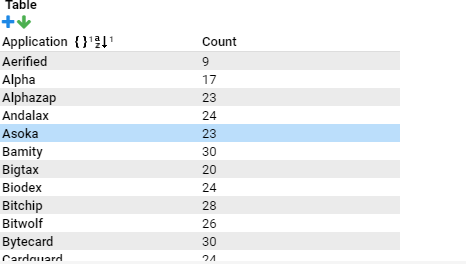 Table
Application {}1 az↓1 Count
Aerified 9
Alpha 17
Alphazap 23
Andalax 24
Asoka 23
Bamity 30
Bigtax 20
Biodex 24
Bitchip 28
Bitwolf 26
Bytecard 30
Cardguard 24